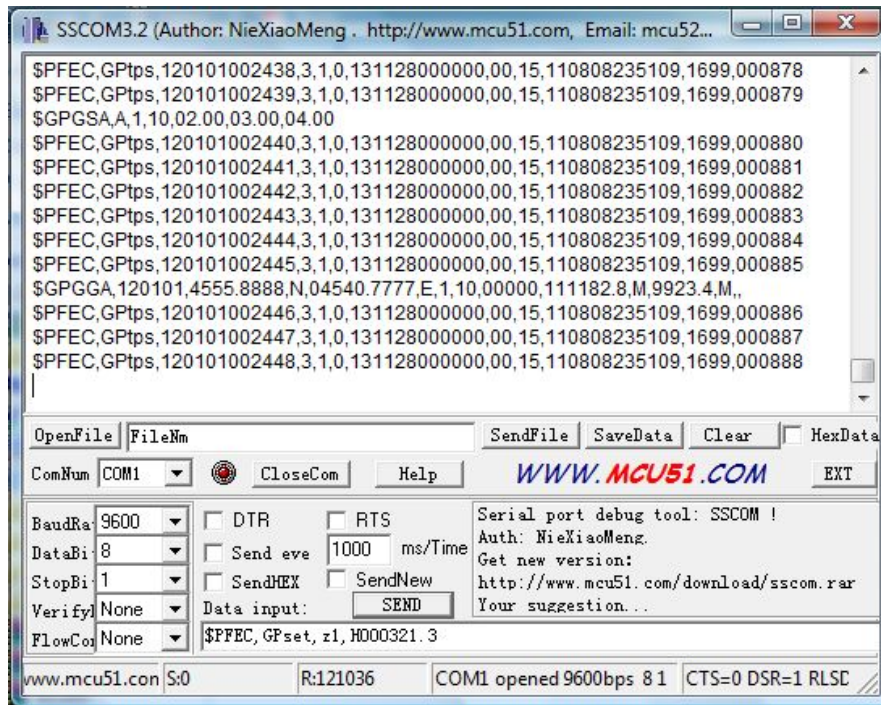 SSCOM3.2 (Author: NieXiaoMeng . http://www.mcu51.com, Email: mcu52...
$PFEC,GPtps,120101002438,3,1,0,131128000000,00,15,110808235109,1699,000878
$PFEC,GPtps,120101002439,3,1,0,131128000000,00,15,110808235109,1699,000879
$GPGSA,A,1,10,02.00,03.00,04.00
$PFEC,GPtps,120101002440,3,1,0,131128000000,00,15,110808235109,1699,000880
$PFEC,GPtps,120101002441,3,1,0,131128000000,00,15,110808235109,1699,000881
$PFEC,GPtps,120101002442,3,1,0,131128000000,00,15,110808235109,1699,000882
$PFEC,GPtps,120101002443,3,1,0,131128000000,00,15,110808235109,1699,000883
$PFEC,GPtps,120101002444,3,1,0,131128000000,00,15,110808235109,1699,000884
$PFEC,GPtps,120101002445,3,1,0,131128000000,00,15,110808235109,1699,000885
$GPGGA,120101,4555.8888,N,04540.7777,E,1,10,00000,111182.8,M,9923.4,M,,
$PFEC,GPtps,120101002446,3,1,0,131128000000,00,15,110808235109,1699,000886
$PFEC,GPtps,120101002447,3,1,0,131128000000,00,15,110808235109,1699,000887
$PFEC,GPtps,120101002448,3,1,0,131128000000,00,15,110808235109,1699,000888
OpenFile FileNm SendFile SaveData Clear HexData
ComNum COM1 CloseCom Help WWW.MCU51.COM EXT
BaudRa 9600 DTR RTS
DataBi 8 Send eve 1000 ms/Time
StopBi 1 SendHEX SendNew
Verify None Data input: SEND
FlowCo None $PFEC,GPset,z1,H000321.3
Serial port debug tool: SSCOM !
Auth: NieXiaoMeng.
Get new version:
http://www.mcu51.com/download/sscom.rar
Your suggestion...
www.mcu51.con S:0 R:121036 COM1 opened 9600bps 8 1 CTS=0 DSR=1 RLSD